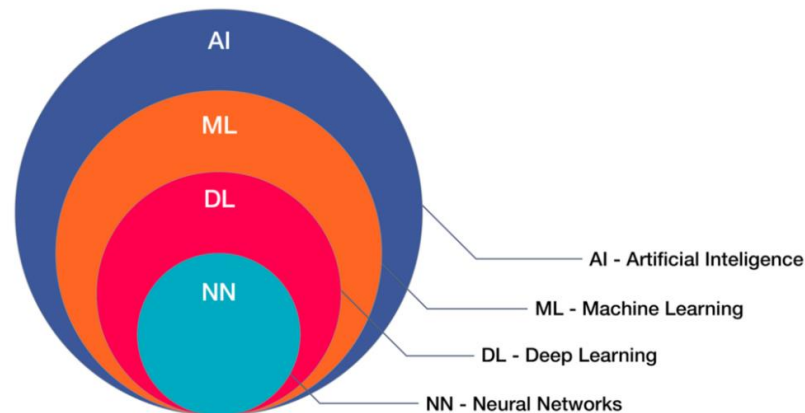 AI
ML
DL
NN
AI - Artificial Inteligence
ML - Machine Learning
DL - Deep Learning
NN - Neural Networks